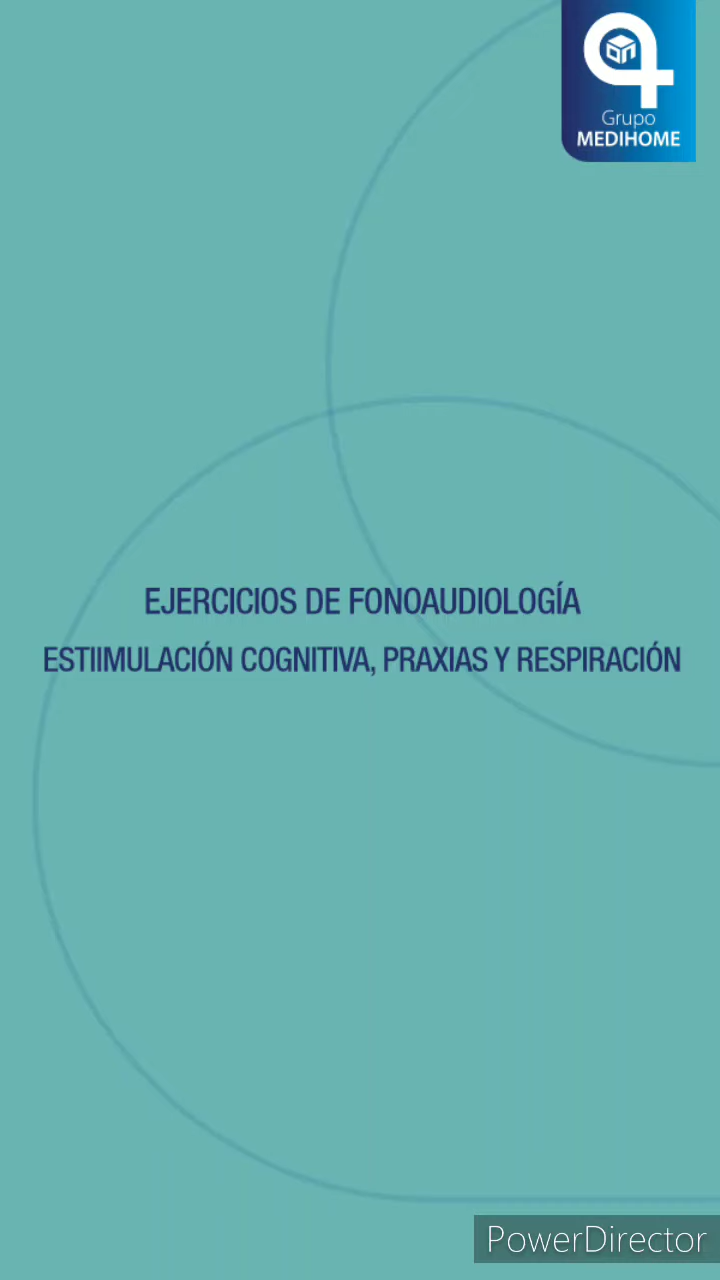 Grupo
MEDIHOME
EJERCICIOS DE FONOAUDIOLOGÍA
ESTIIMULACIÓN COGNITIVA, PRAXIAS Y RESPIRACIÓN
PowerDirector